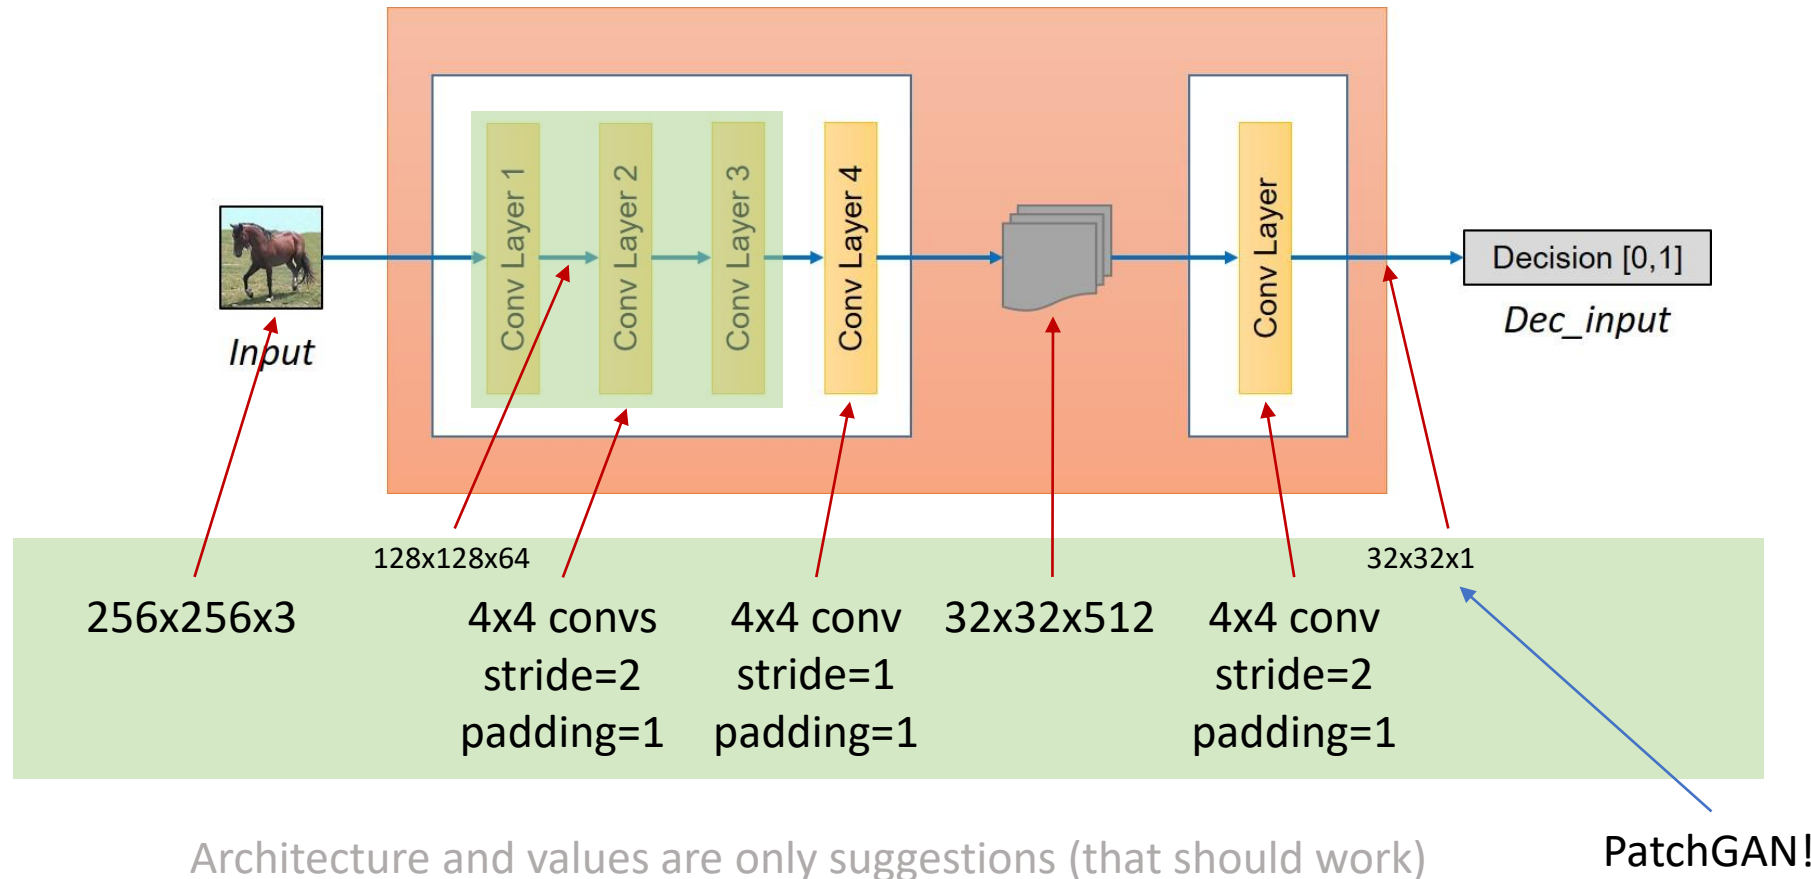 Conv Layer 1
Conv Layer 2
Conv Layer 3
Conv Layer 4
Conv Layer
Decision [0,1]
Input
Dec_input
128x128x64
32x32x1
256x256x3
4x4 convs
stride=2
padding=1
4x4 conv
stride=1
padding=1
32x32x512
4x4 conv
stride=2
padding=1
Architecture and values are only suggestions (that should work)
PatchGAN!